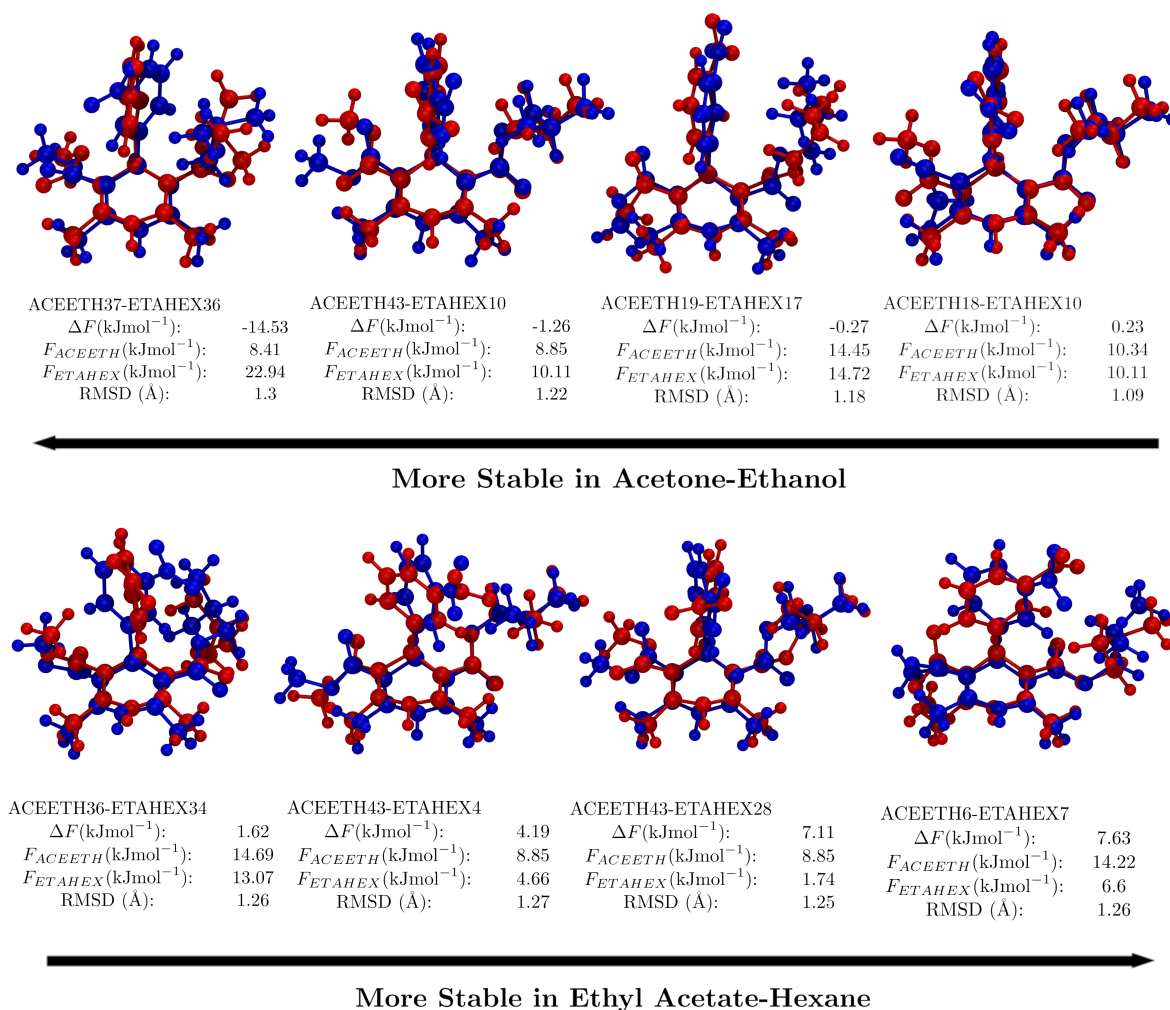 ACEETH37-ETAHEX36
ΔF(kJmol⁻¹): -14.53
F_ACEETH(kJmol⁻¹): 8.41
F_ETAHEX(kJmol⁻¹): 22.94
RMSD (Å): 1.3
ACEETH43-ETAHEX10
ΔF(kJmol⁻¹): -1.26
F_ACEETH(kJmol⁻¹): 8.85
F_ETAHEX(kJmol⁻¹): 10.11
RMSD (Å): 1.22
ACEETH19-ETAHEX17
ΔF(kJmol⁻¹): -0.27
F_ACEETH(kJmol⁻¹): 14.45
F_ETAHEX(kJmol⁻¹): 14.72
RMSD (Å): 1.18
ACEETH18-ETAHEX10
ΔF(kJmol⁻¹): 0.23
F_ACEETH(kJmol⁻¹): 10.34
F_ETAHEX(kJmol⁻¹): 10.11
RMSD (Å): 1.09
More Stable in Acetone-Ethanol
ACEETH36-ETAHEX34
ΔF(kJmol⁻¹): 1.62
F_ACEETH(kJmol⁻¹): 14.69
F_ETAHEX(kJmol⁻¹): 13.07
RMSD (Å): 1.26
ACEETH43-ETAHEX4
ΔF(kJmol⁻¹): 4.19
F_ACEETH(kJmol⁻¹): 8.85
F_ETAHEX(kJmol⁻¹): 4.66
RMSD (Å): 1.27
ACEETH43-ETAHEX28
ΔF(kJmol⁻¹): 7.11
F_ACEETH(kJmol⁻¹): 8.85
F_ETAHEX(kJmol⁻¹): 1.74
RMSD (Å): 1.25
ACEETH6-ETAHEX7
ΔF(kJmol⁻¹): 7.63
F_ACEETH(kJmol⁻¹): 14.22
F_ETAHEX(kJmol⁻¹): 6.6
RMSD (Å): 1.26
More Stable in Ethyl Acetate-Hexane